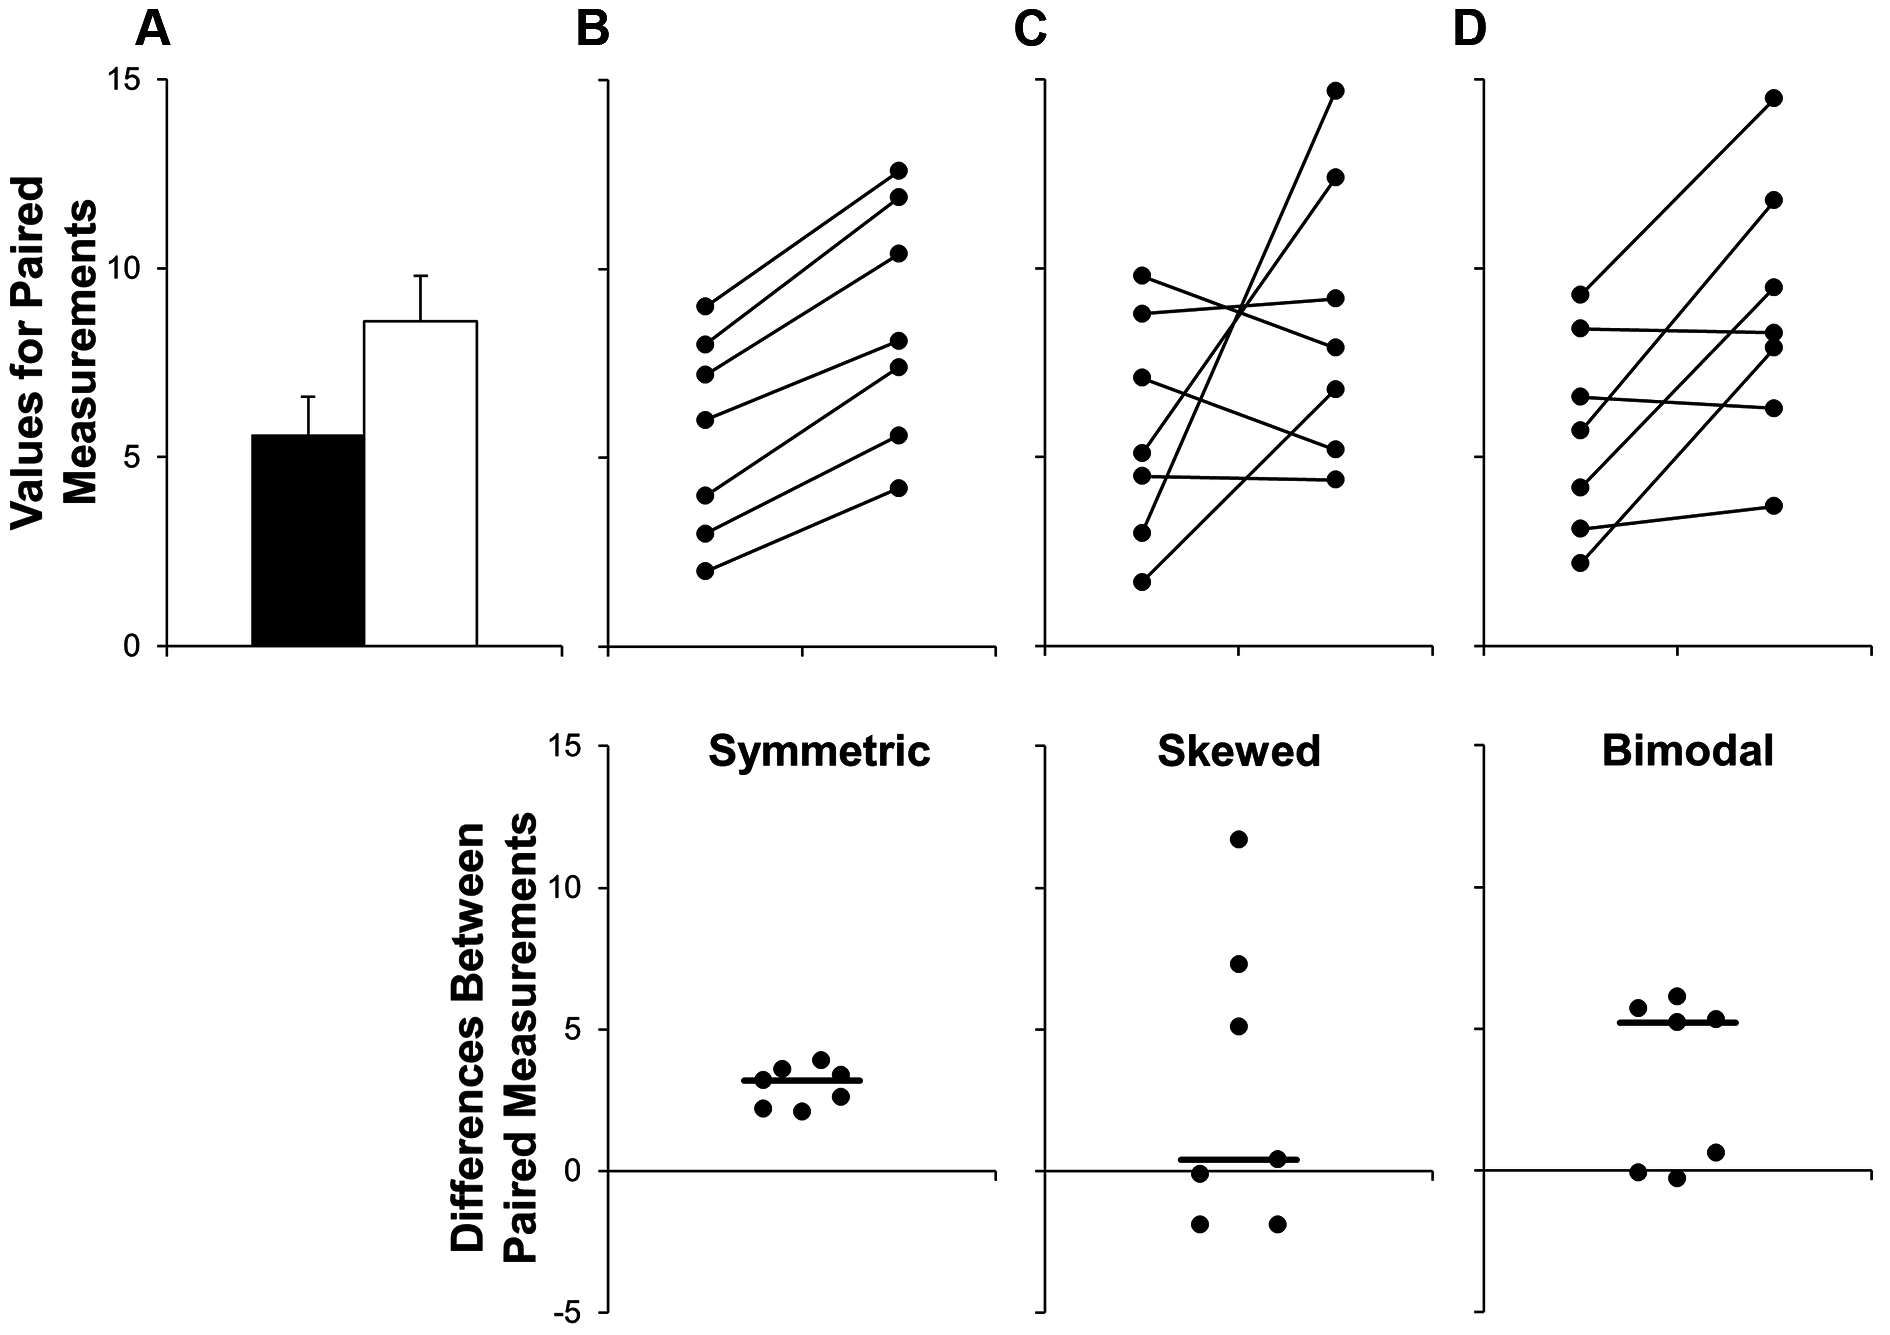 A
B
C
D
15
10
5
0
Values for Paired
Measurements
Symmetric
Skewed
Bimodal
15
10
5
0
-5
Differences Between
Paired Measurements